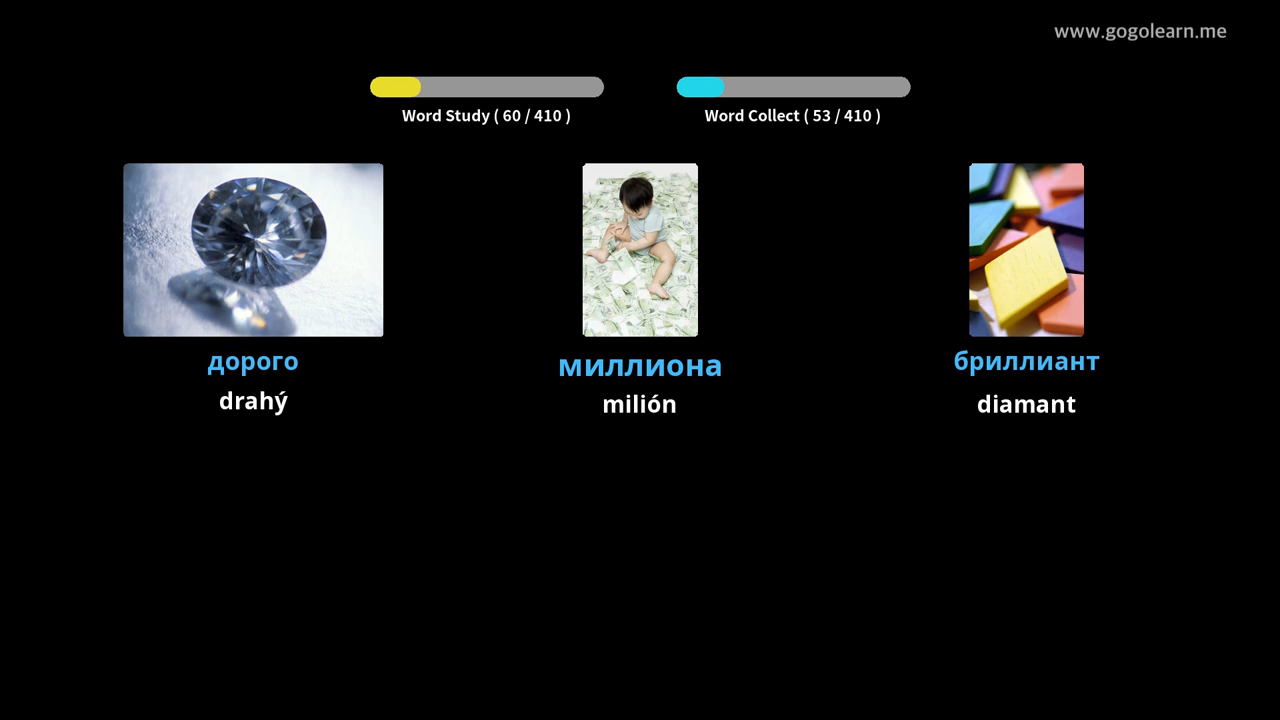 www.gogolearn.me
Word Study ( 60 / 410 )
Word Collect ( 53 / 410 )
дорого
drahý
миллиона
milión
бриллиант
diamant